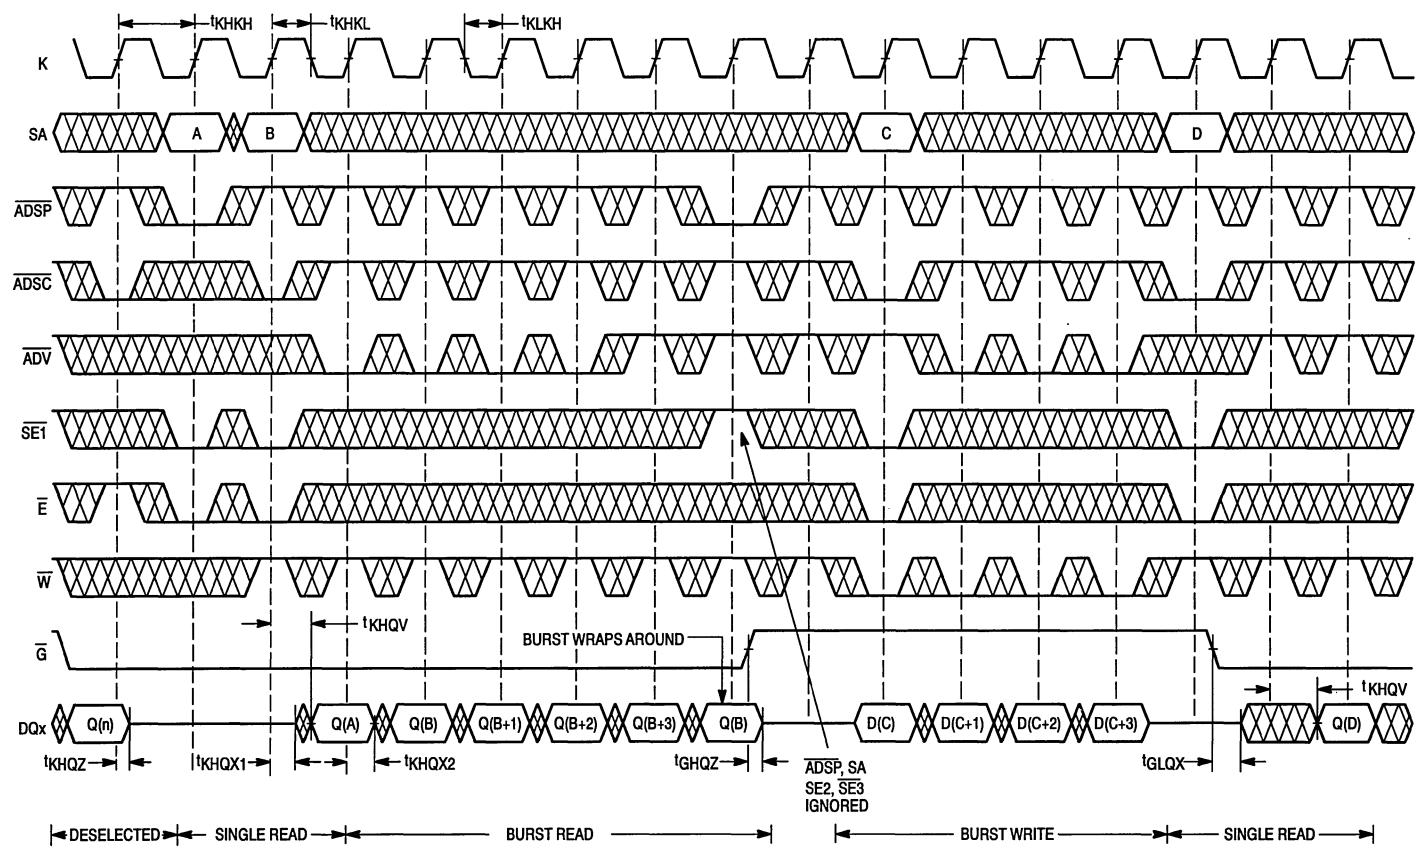 tKHKH
tKHKL
tKLKH
K
SA
A
B
C
D
ADSP
ADSC
ADV
SE1
E
W
tKHQV
BURST WRAPS AROUND
G
tKHQV
DQx
Q(n)
Q(A)
Q(B)
Q(B+1)
Q(B+2)
Q(B+3)
Q(B)
D(C)
D(C+1)
D(C+2)
D(C+3)
Q(D)
tKHQZ
tKHQX1
tKHQX2
tGHQZ
ADSP, SA
SE2, SE3
IGNORED
tGLQX
DESELECTED
SINGLE READ
BURST READ
BURST WRITE
SINGLE READ